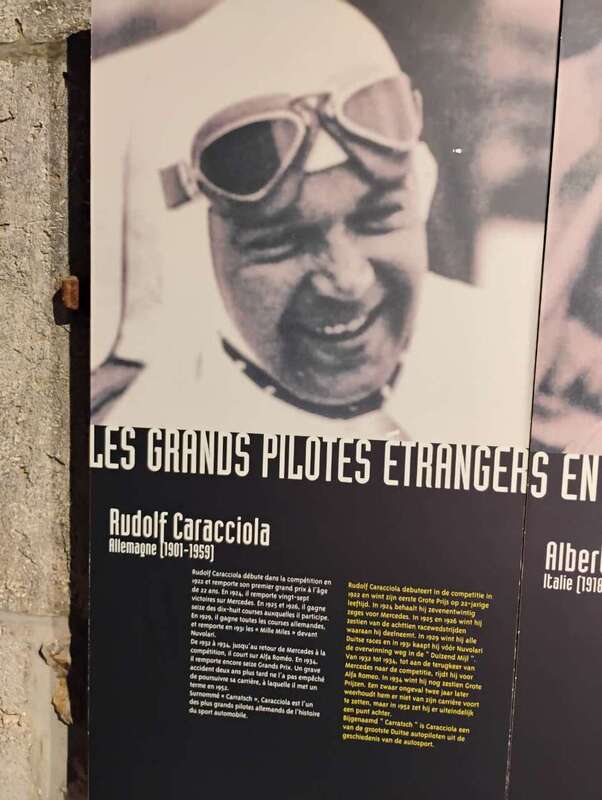 LES GRANDS PILOTES ETRANGERS EN
Rudolf Caracciola
Allemagne (1901-1959)
Rudolf Caracciola débute dans la compétition en
1922 et remporte son premier grand prix à l'âge
de 22 ans. En 1924, il remporte vingt-sept
victoires sur Mercedes. En 1925 et 1926, il gagne
seize des dix-huit courses auxquelles il participe.
En 1929, il gagne toutes les courses allemandes,
et remporte en 1931 les « Mille Miles » devant
Nuvolari.
De 1932 à 1934, jusqu'au retour de Mercedes à la
compétition, il court sur Alfa Roméo. En 1934,
il remporte encore seize Grands Prix. Un grave
accident deux ans plus tard ne l'a pas empêché
de poursuivre sa carrière, à laquelle il met un
terme en 1952.
Surnommé « Carratsch », Caracciola est l'un
des plus grands pilotes allemands de l'histoire
du sport automobile.
Rudolf Caracciola debuteert in de competitie in
1922 en wint zijn eerste Grote Prijs op 22-jarige
leeftijd. In 1924, behaalt hij zevenentwintig
zeges voor Mercedes. In 1925 en 1926 wint hij
zestien van de achttien racewedstrijden
waaraan hij deelneemt. In 1929 wint hij alle
Duitse races en in 1931 kaapt hij vóór Nuvolari
de overwinning weg in de " Duizend Mijl ".
Van 1932 tot 1934, tot aan de terugkeer van
Mercedes naar de competitie, rijdt hij voor
Alfa Romeo. In 1934 wint hij nog zestien Grote
Prijzen. Een zwaar ongeval twee jaar later
weerhoudt hem er niet van zijn carrière voort
te zetten, maar in 1952 zet hij er uiteindelijk
een punt achter.
Bijgenaamd " Carratsch " is Caracciola een
van de grootste Duitse autopiloten uit de
geschiedenis van de autosport.
Albert
Italie (1918